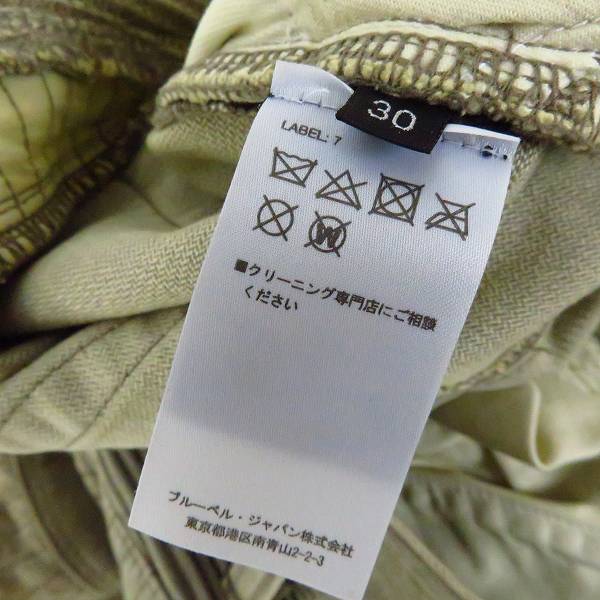 30
LABEL: 7
■クリーニング専門店にご相談
ください
ブルーベル・ジャパン株式会社
東京都港区南青山2-2-3